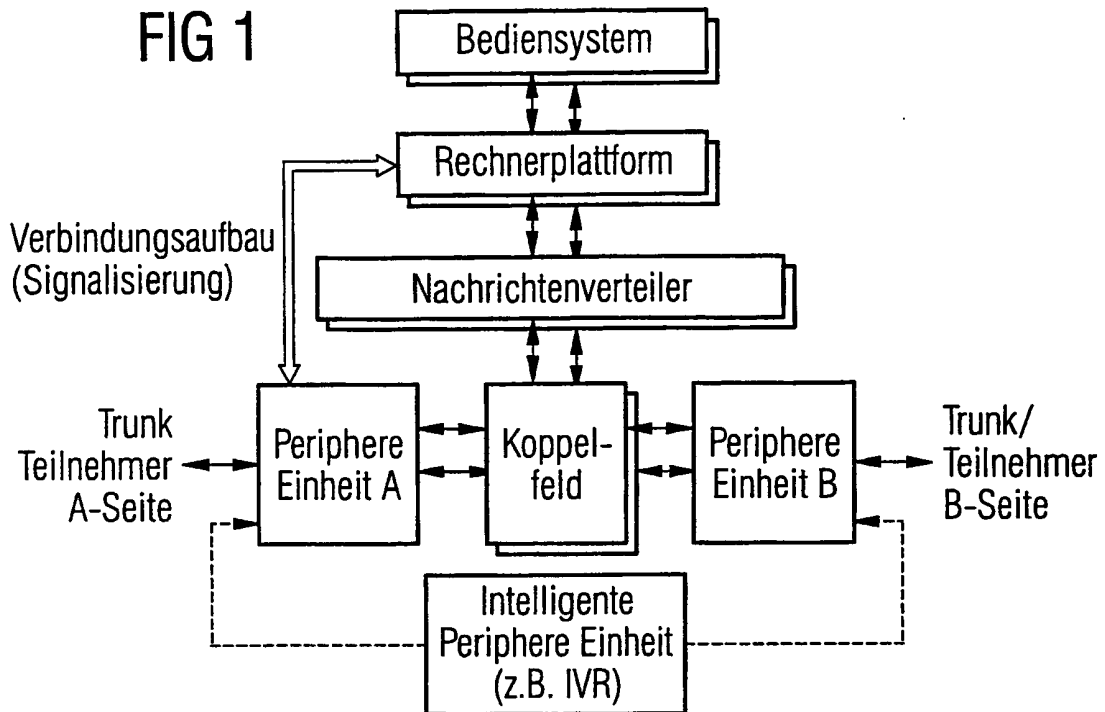 FIG 1
Bediensystem
Rechnerplattform
Verbindungsaufbau
(Signalisierung)
Nachrichtenverteiler
Trunk
Teilnehmer
A-Seite
Periphere
Einheit A
Koppel-
feld
Periphere
Einheit B
Trunk/
Teilnehmer
B-Seite
Intelligente
Periphere Einheit
(z.B. IVR)